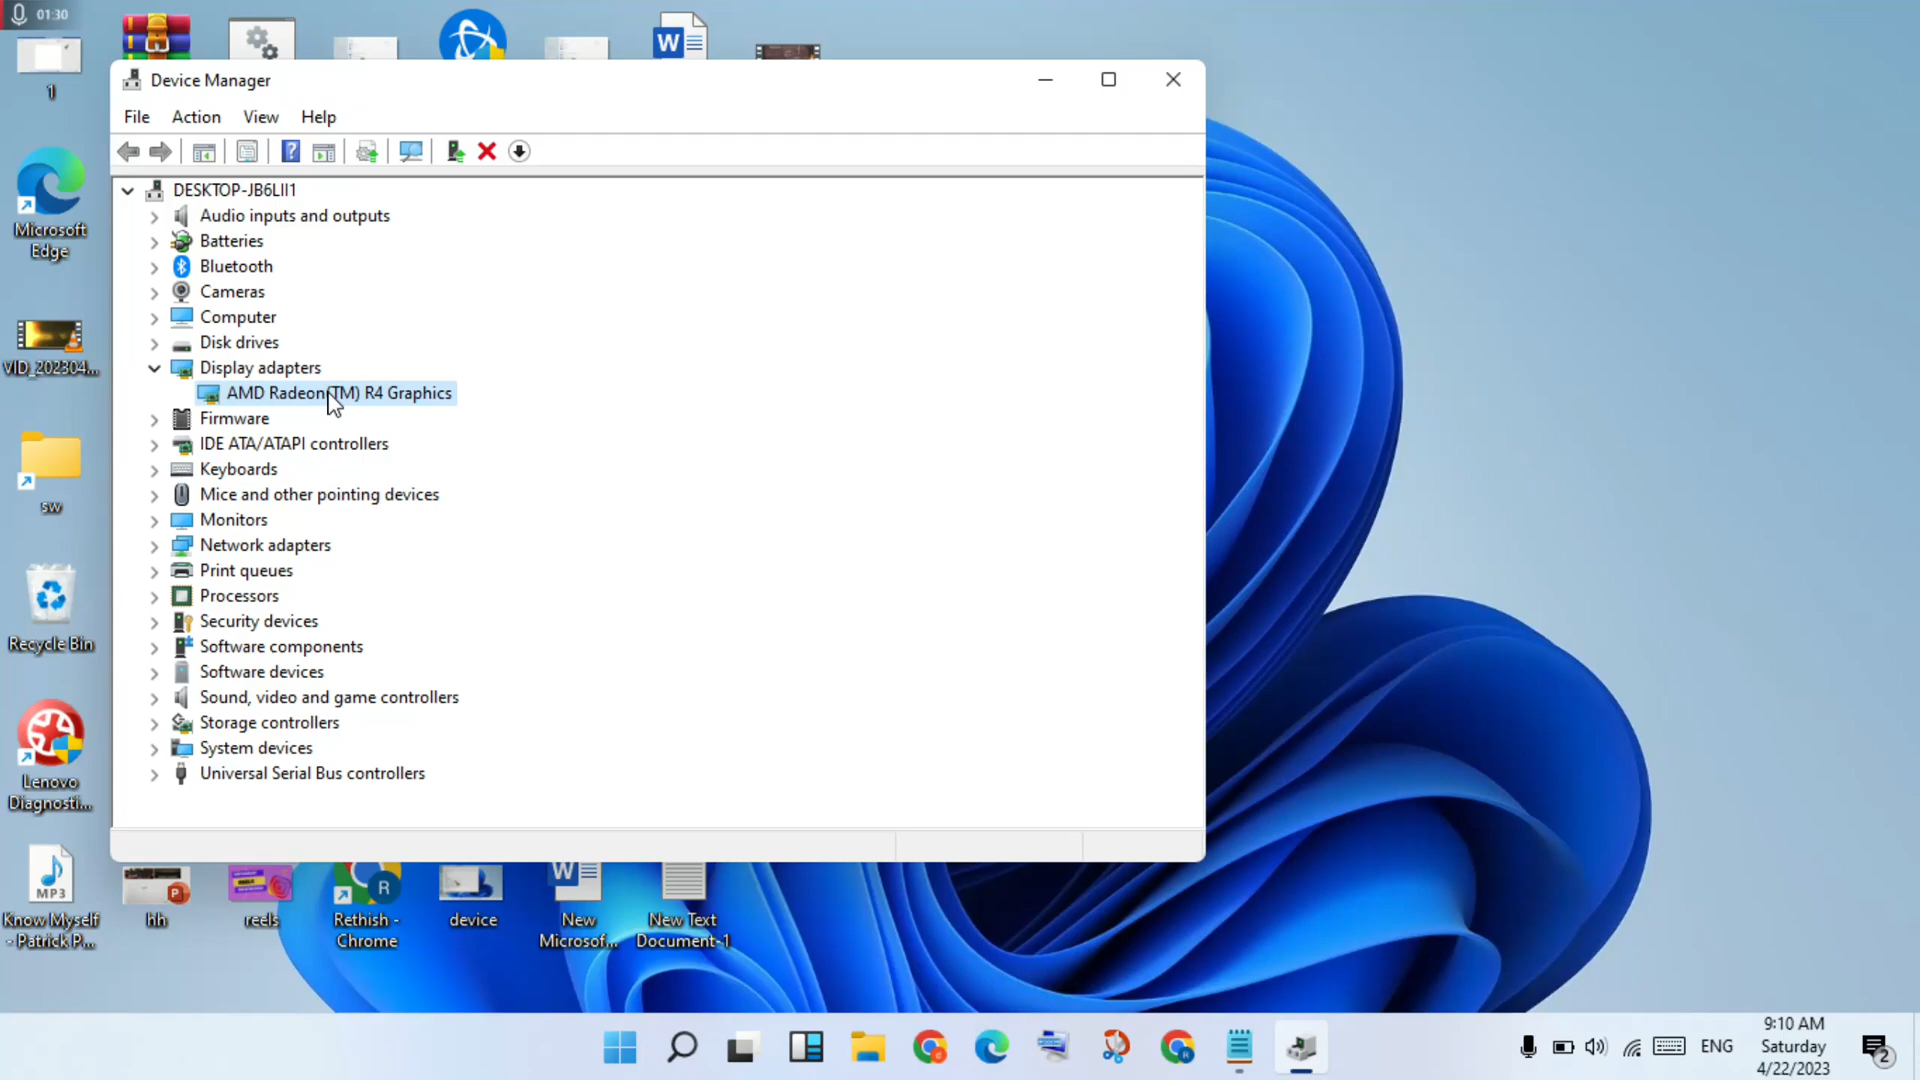 01:30
1
Microsoft
Edge
VID_202304...
sw
Recycle Bin
Lenovo
Diagnosti...
MP3
Know Myself
- Patrick P...
W
Device Manager
File Action View Help
?
DESKTOP-JB6LII1
Audio inputs and outputs
Batteries
Bluetooth
Cameras
Computer
Disk drives
Display adapters
AMD Radeon(TM) R4 Graphics
Firmware
IDE ATA/ATAPI controllers
Keyboards
Mice and other pointing devices
Monitors
Network adapters
Print queues
Processors
Security devices
Software components
Software devices
Sound, video and game controllers
Storage controllers
System devices
Universal Serial Bus controllers
P
hh
reels
R
Rethish -
Chrome
device
W
New
Microsof...
New Text
Document-1
R
ENG
9:10 AM
Saturday
4/22/2023
2